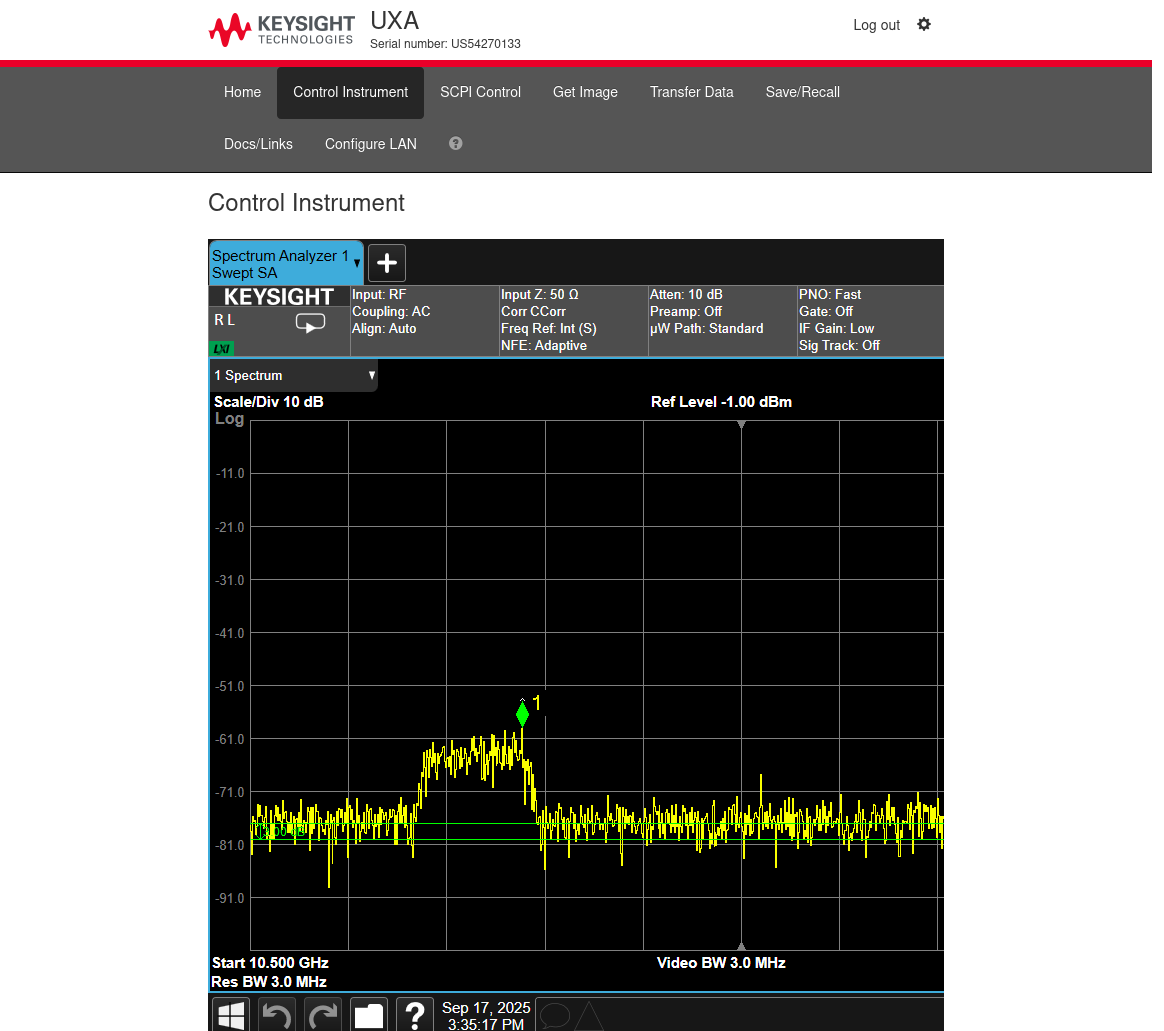 KEYSIGHT
TECHNOLOGIES
UXA
Serial number: US54270133
Log out
Home
Control Instrument
SCPI Control
Get Image
Transfer Data
Save/Recall
Docs/Links
Configure LAN
?
Control Instrument
Spectrum Analyzer 1
Swept SA
KEYSIGHT
R L
LXI
Input: RF
Coupling: AC
Align: Auto
Input Z: 50 Ω
Corr CCorr
Freq Ref: Int (S)
NFE: Adaptive
Atten: 10 dB
Preamp: Off
µW Path: Standard
PNO: Fast
Gate: Off
IF Gain: Low
Sig Track: Off
1 Spectrum
Scale/Div 10 dB
Ref Level -1.00 dBm
Log
-11.0
-21.0
-31.0
-41.0
-51.0
1
-61.0
-71.0
-81.0
-91.0
Start 10.500 GHz
Video BW 3.0 MHz
Res BW 3.0 MHz
?
Sep 17, 2025
3:35:17 PM